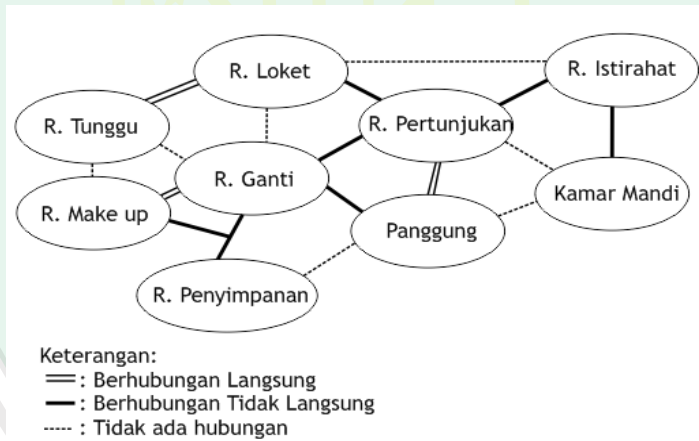 R. Loket
R. Istirahat
R. Tunggu
R. Pertunjukan
R. Ganti
Kamar Mandi
R. Make up
Panggung
R. Penyimpanan
Keterangan:
: Berhubungan Langsung
: Berhubungan Tidak Langsung
: Tidak ada hubungan